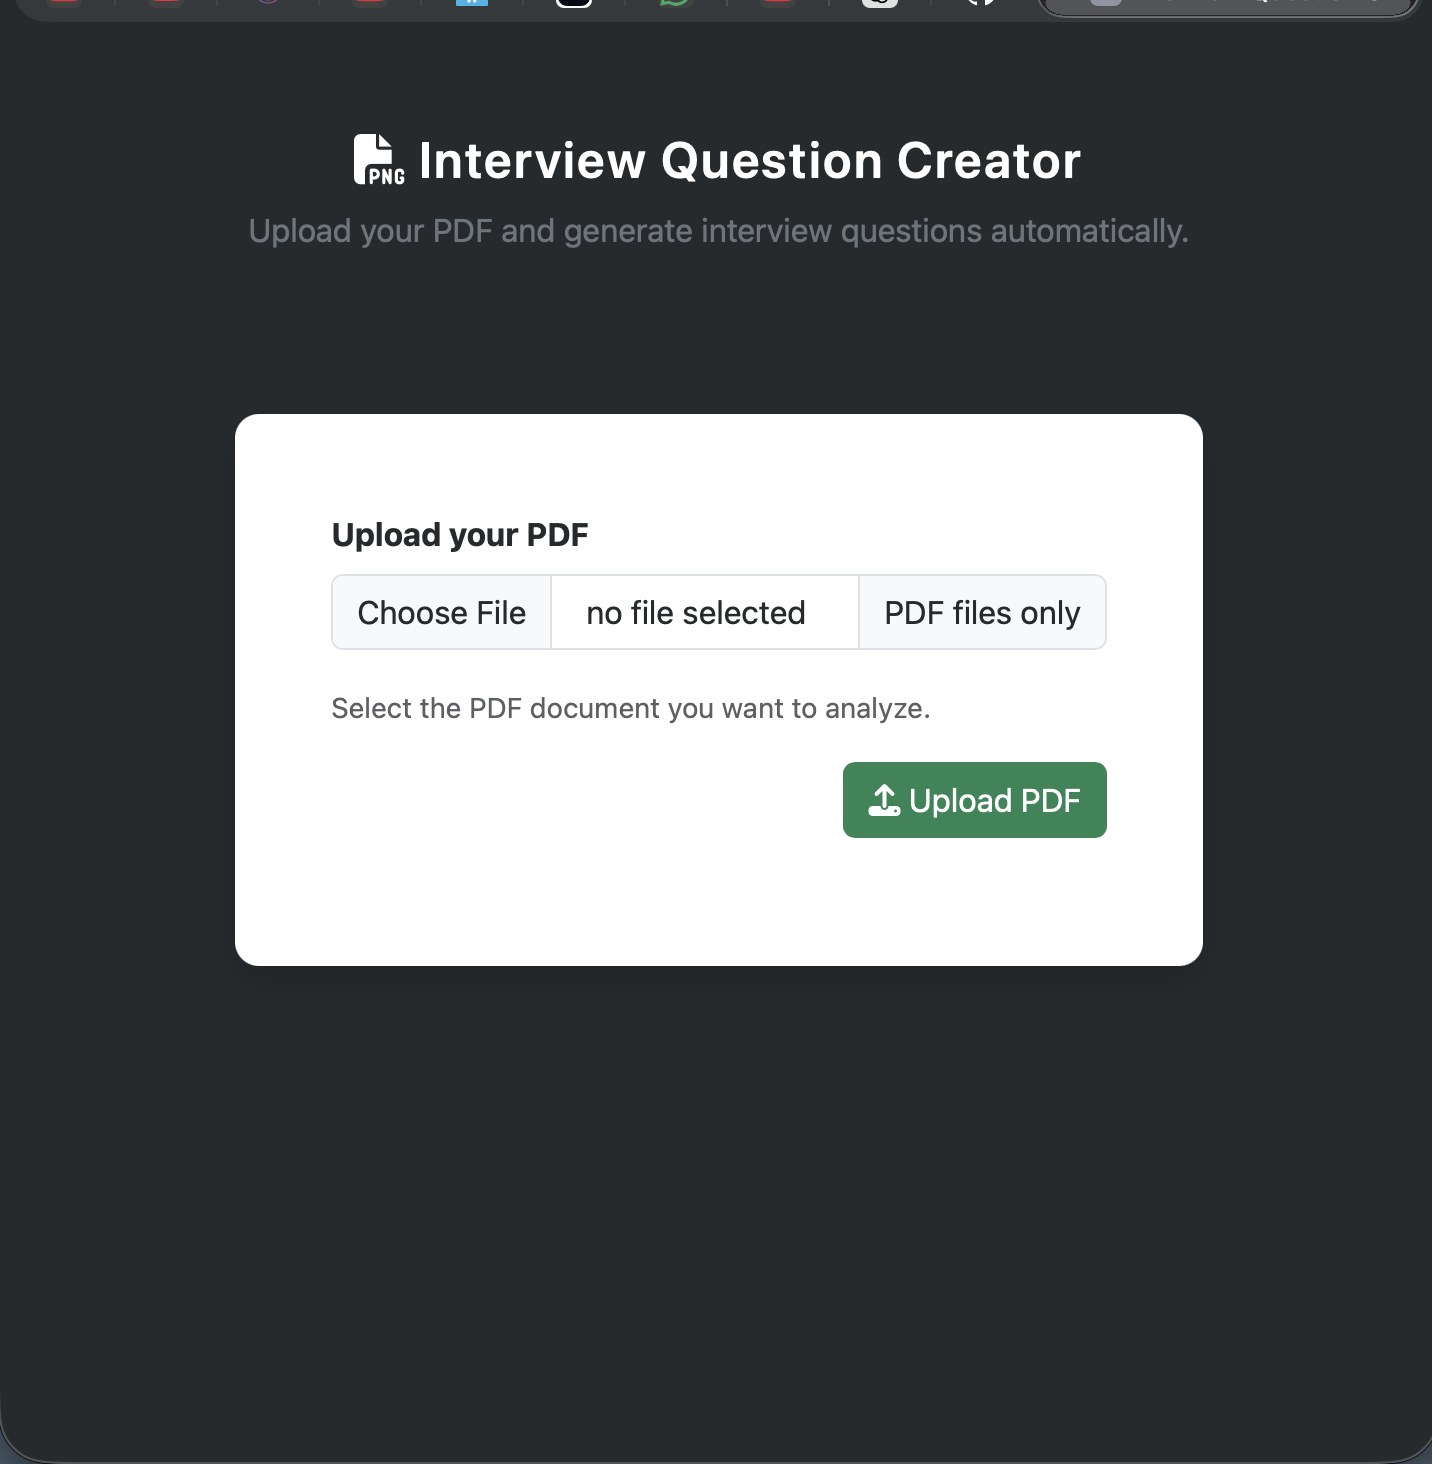 PNG Interview Question Creator
Upload your PDF and generate interview questions automatically.
Upload your PDF
Choose File no file selected PDF files only
Select the PDF document you want to analyze.
Upload PDF